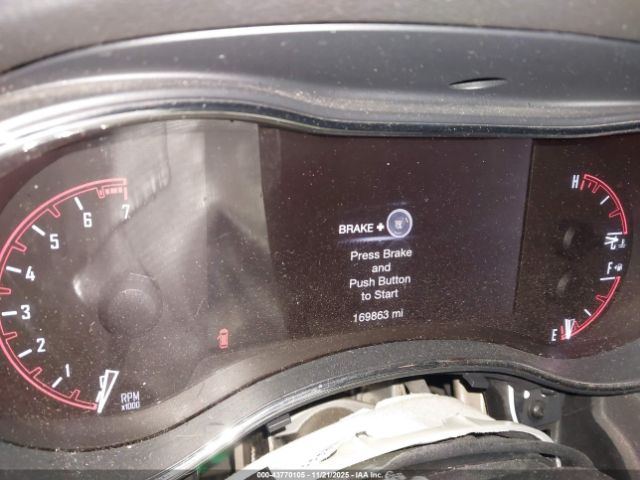 7
6
5
4
3
2
1
RPM
x1000
BRAKE +
Press Brake
and
Push Button
to Start
169863 mi
H
C
F
E
000-43770105 - 11/21/2025 - IAA Inc.